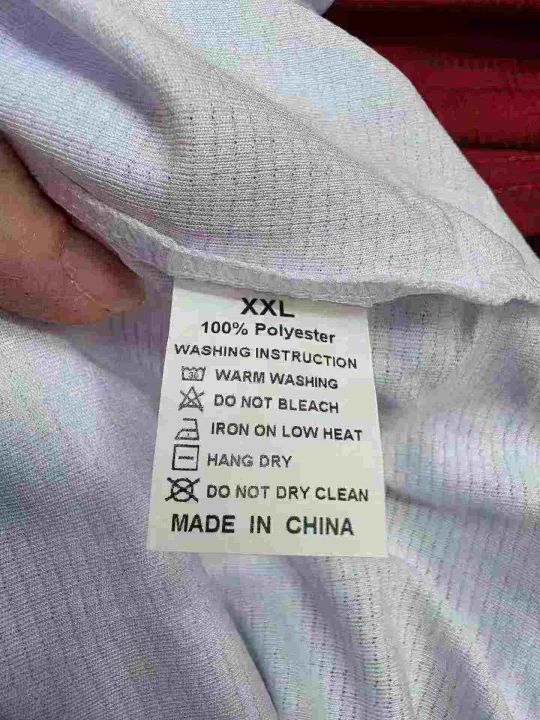 XXL
100% Polyester
WASHING INSTRUCTION
30 WARM WASHING
DO NOT BLEACH
IRON ON LOW HEAT
HANG DRY
DO NOT DRY CLEAN
MADE IN CHINA